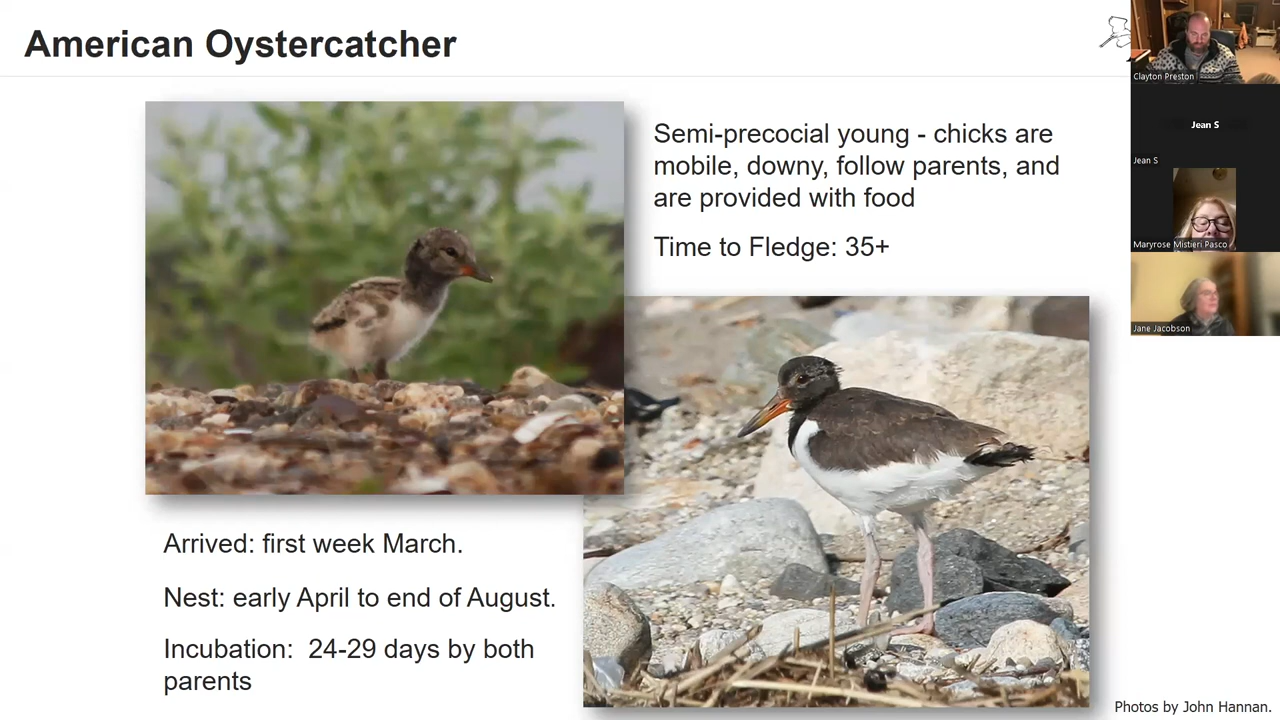 American Oystercatcher
Semi-precocial young - chicks are
mobile, downy, follow parents, and
are provided with food
Time to Fledge: 35+
Arrived: first week March.
Nest: early April to end of August.
Incubation:  24-29 days by both
parents
Photos by John Hannan.
Clayton Preston
Jean S
Jean S
Maryrose Mistieri Pasco
Jane Jacobson